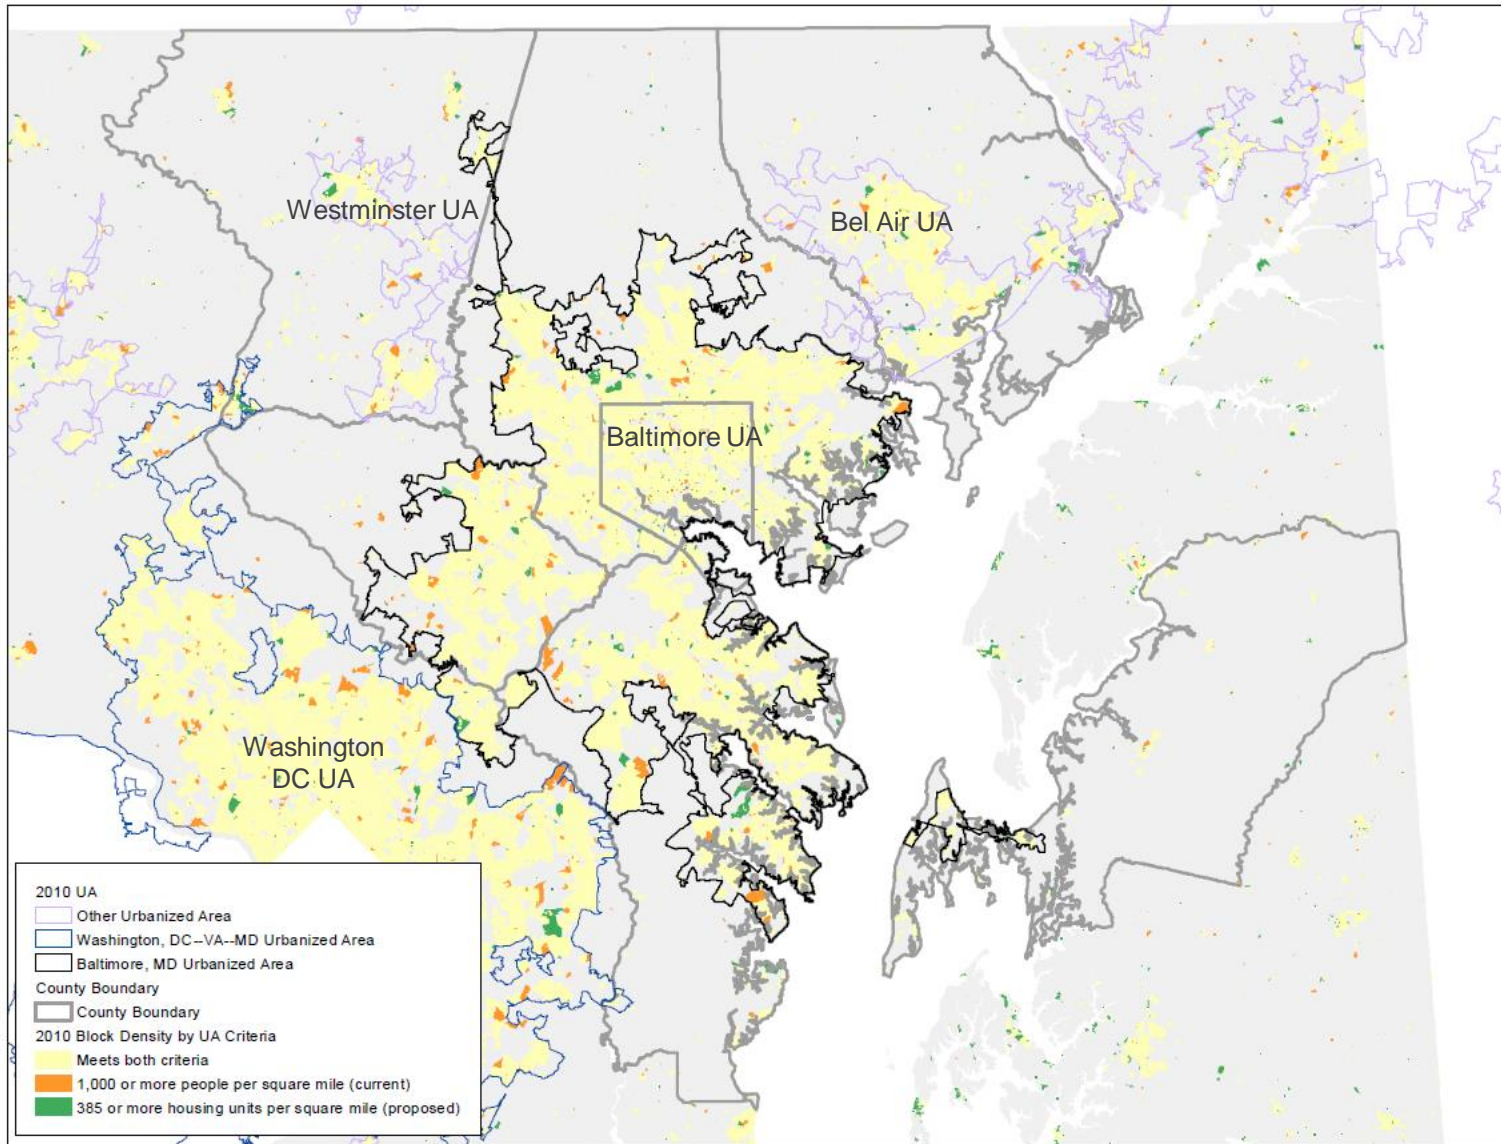 Westminster UA
Bel Air UA
Baltimore UA
Washington
DC UA
2010 UA
Other Urbanized Area
Washington, DC--VA--MD Urbanized Area
Baltimore, MD Urbanized Area
County Boundary
County Boundary
2010 Block Density by UA Criteria
Meets both criteria
1,000 or more people per square mile (current)
385 or more housing units per square mile (proposed)